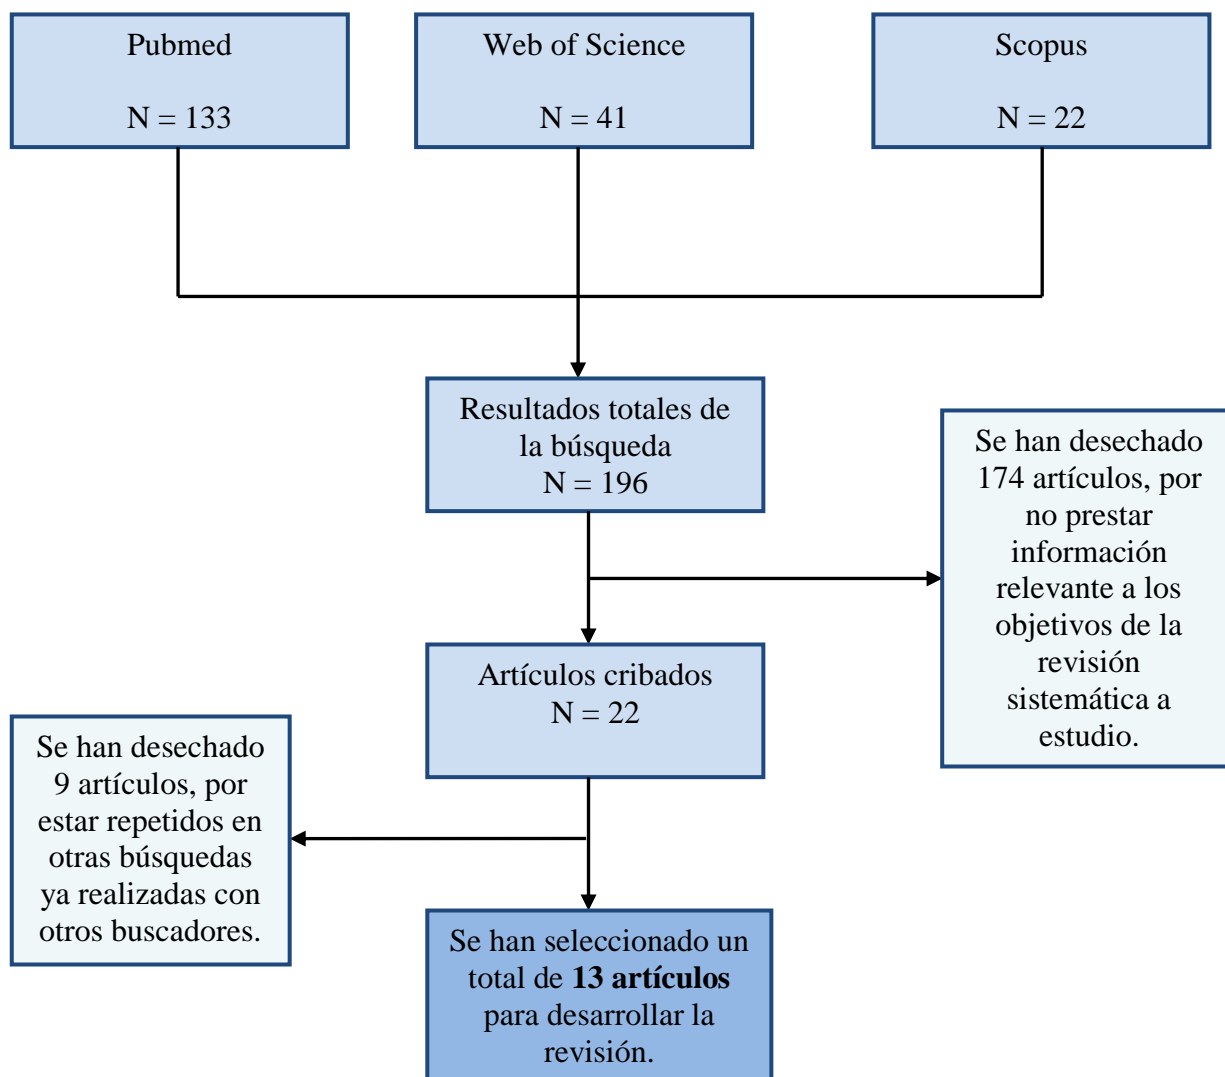 Pubmed
N = 133
Web of Science
N = 41
Scopus
N = 22
Resultados totales de
la búsqueda
N = 196
Se han desechado
174 artículos, por
no prestar
información
relevante a los
objetivos de la
revisión
sistemática a
estudio.
Artículos cribados
N = 22
Se han desechado
9 artículos, por
estar repetidos en
otras búsquedas
ya realizadas con
otros buscadores.
Se han seleccionado un
total de 13 artículos
para desarrollar la
revisión.